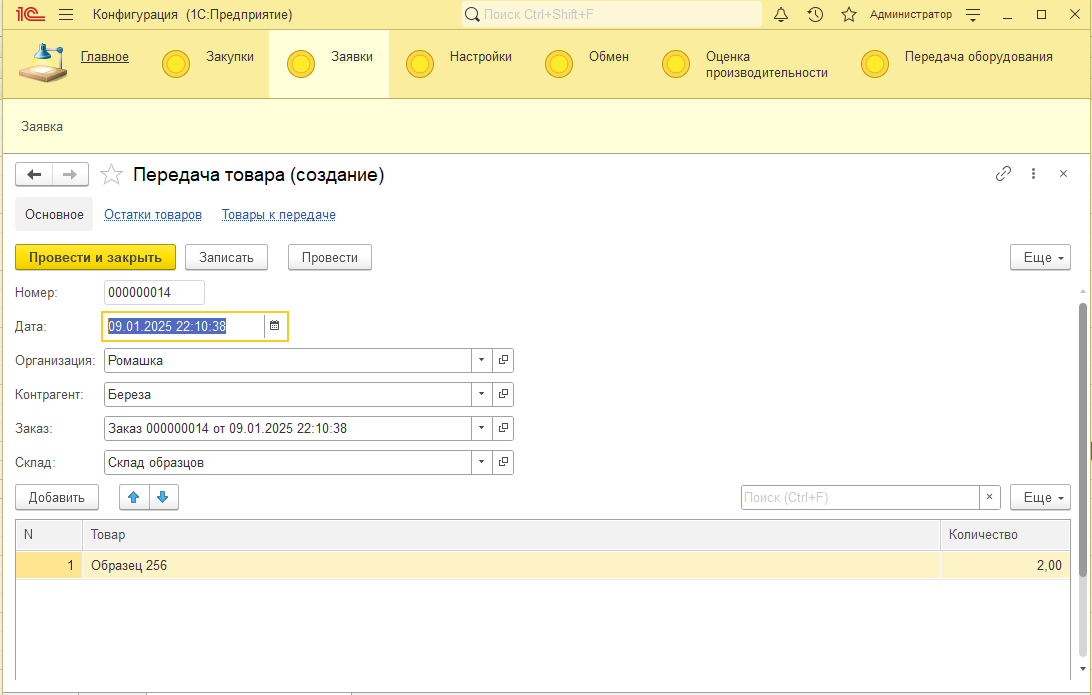 1С Конфигурация (1С:Предприятие) Поиск Ctrl+Shift+F Администратор
Главное Закупки Заявки Настройки Обмен Оценка производительности Передача оборудования
Заявка
Передача товара (создание)
Основное Остатки товаров Товары к передаче
Провести и закрыть Записать Провести Еще
Номер: 000000014
Дата: 09.01.2025 22:10:38
Организация: Ромашка
Контрагент: Береза
Заказ: Заказ 000000014 от 09.01.2025 22:10:38
Склад: Склад образцов
Добавить Поиск (Ctrl+F) × Еще
N Товар Количество
1 Образец 256 2,00